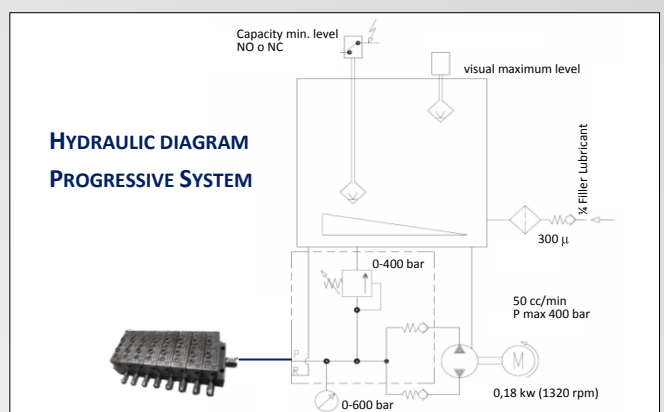 Capacity min. level
NO o NC
visual maximum level
HYDRAULIC DIAGRAM
PROGRESSIVE SYSTEM
¼ Filler Lubricant
300 µ
0-400 bar
50 cc/min
P max 400 bar
P
R
M
0,18 kw (1320 rpm)
0-600 bar